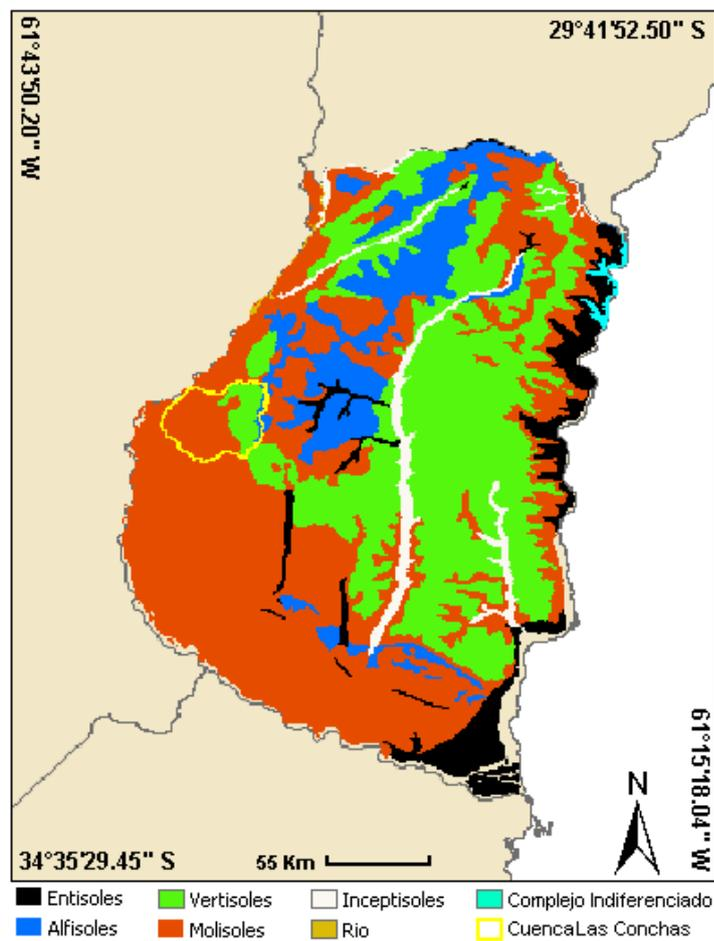 61°43'50.20" W
29°41'52.50" S
61°15'18.04" W
N
34°35'29.45" S
55 Km
Entisoles
Vertisoles
Inceptisoles
Complejo Indiferenciado
Alfisoles
Molisoles
Rio
CuencaLas Conchas